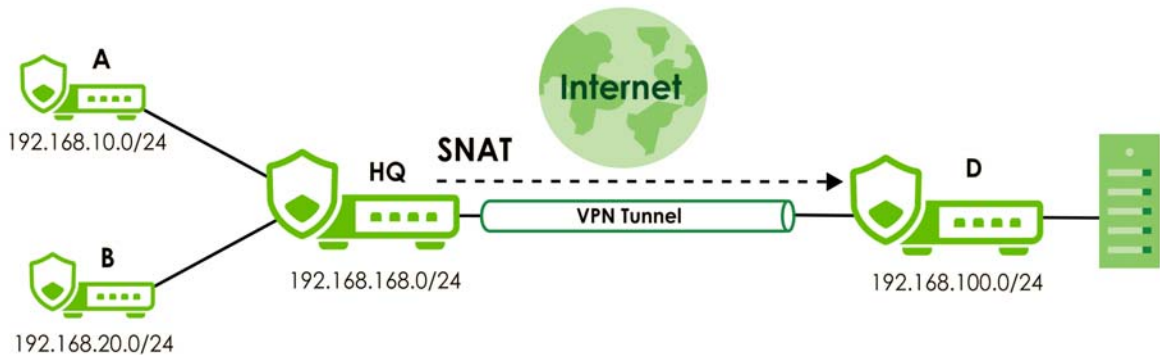 A
192.168.10.0/24
B
192.168.20.0/24
HQ
192.168.168.0/24
SNAT
Internet
VPN Tunnel
D
192.168.100.0/24